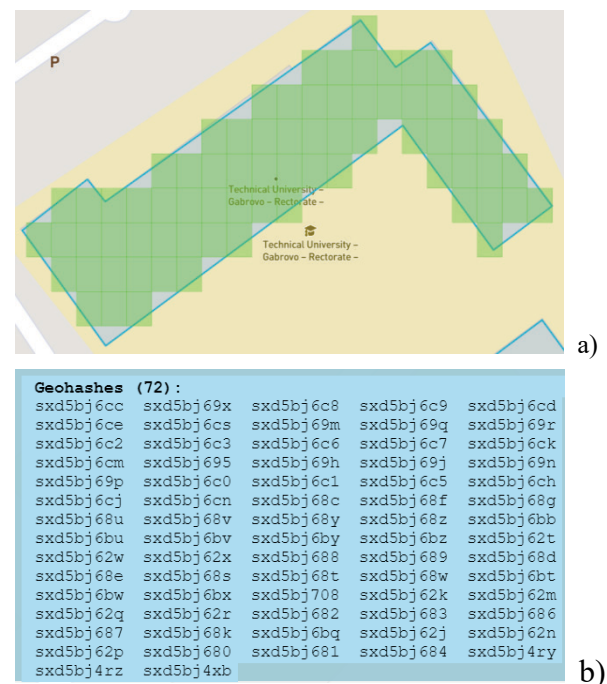 P
Technical University –
Gabrovo – Rectorate –
Technical University –
Gabrovo – Rectorate –
a)
Geohashes (72):
sxd5bj6cc sxd5bj69x sxd5bj6c8 sxd5bj6c9 sxd5bj6cd
sxd5bj6ce sxd5bj6cs sxd5bj69m sxd5bj69q sxd5bj69r
sxd5bj6c2 sxd5bj6c3 sxd5bj6c6 sxd5bj6c7 sxd5bj6ck
sxd5bj6cm sxd5bj695 sxd5bj69h sxd5bj69j sxd5bj69n
sxd5bj69p sxd5bj6c0 sxd5bj6c1 sxd5bj6c5 sxd5bj6ch
sxd5bj6cj sxd5bj6cn sxd5bj68c sxd5bj68f sxd5bj68g
sxd5bj68u sxd5bj68v sxd5bj68y sxd5bj68z sxd5bj6bb
sxd5bj6bu sxd5bj6bv sxd5bj6by sxd5bj6bz sxd5bj62t
sxd5bj62w sxd5bj62x sxd5bj688 sxd5bj689 sxd5bj68d
sxd5bj68e sxd5bj68s sxd5bj68t sxd5bj68w sxd5bj6bt
sxd5bj6bw sxd5bj6bx sxd5bj708 sxd5bj62k sxd5bj62m
sxd5bj62q sxd5bj62r sxd5bj682 sxd5bj683 sxd5bj686
sxd5bj687 sxd5bj68k sxd5bj6bq sxd5bj62j sxd5bj62n
sxd5bj62p sxd5bj680 sxd5bj681 sxd5bj684 sxd5bj4ry
sxd5bj4rz sxd5bj4xb
b)